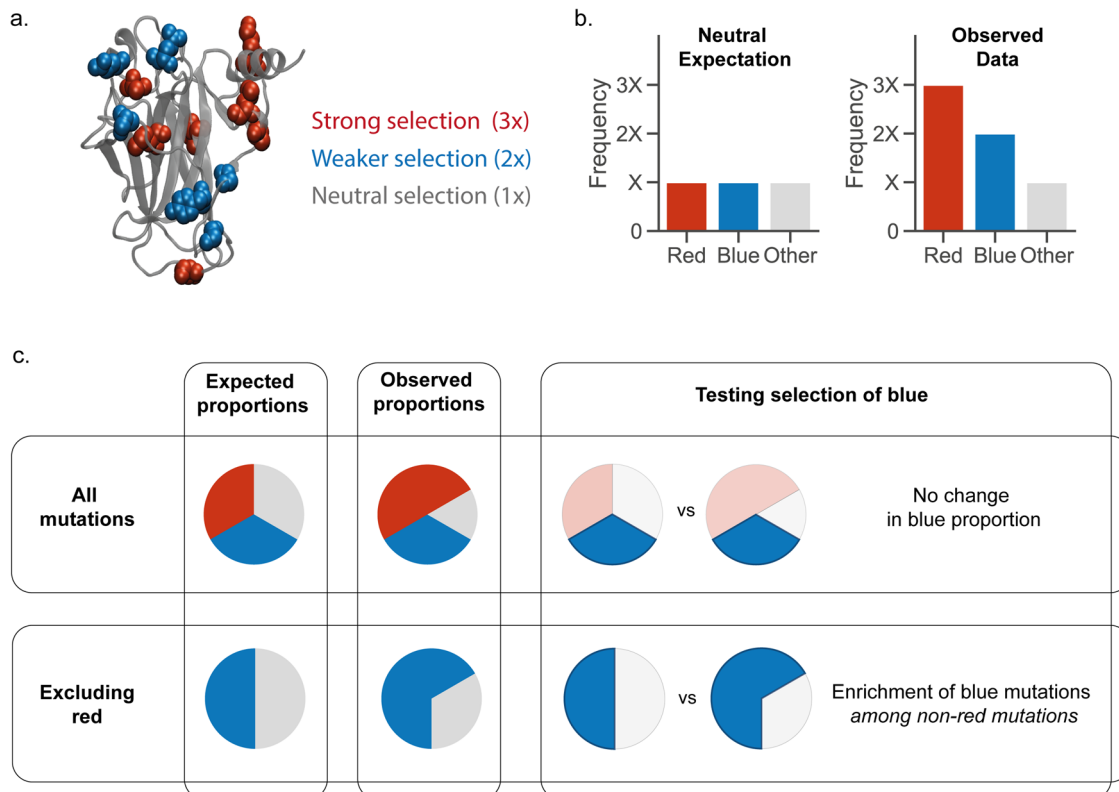 a.
Strong selection (3x)
Weaker selection (2x)
Neutral selection (1x)
b.
Neutral
Expectation
Frequency
3X
2X
X
0
Red Blue Other
Observed
Data
Frequency
3X
2X
X
0
Red Blue Other
c.
Expected
proportions
Observed
proportions
Testing selection of blue
All
mutations
vs
No change
in blue proportion
Excluding
red
vs
Enrichment of blue mutations
among non-red mutations